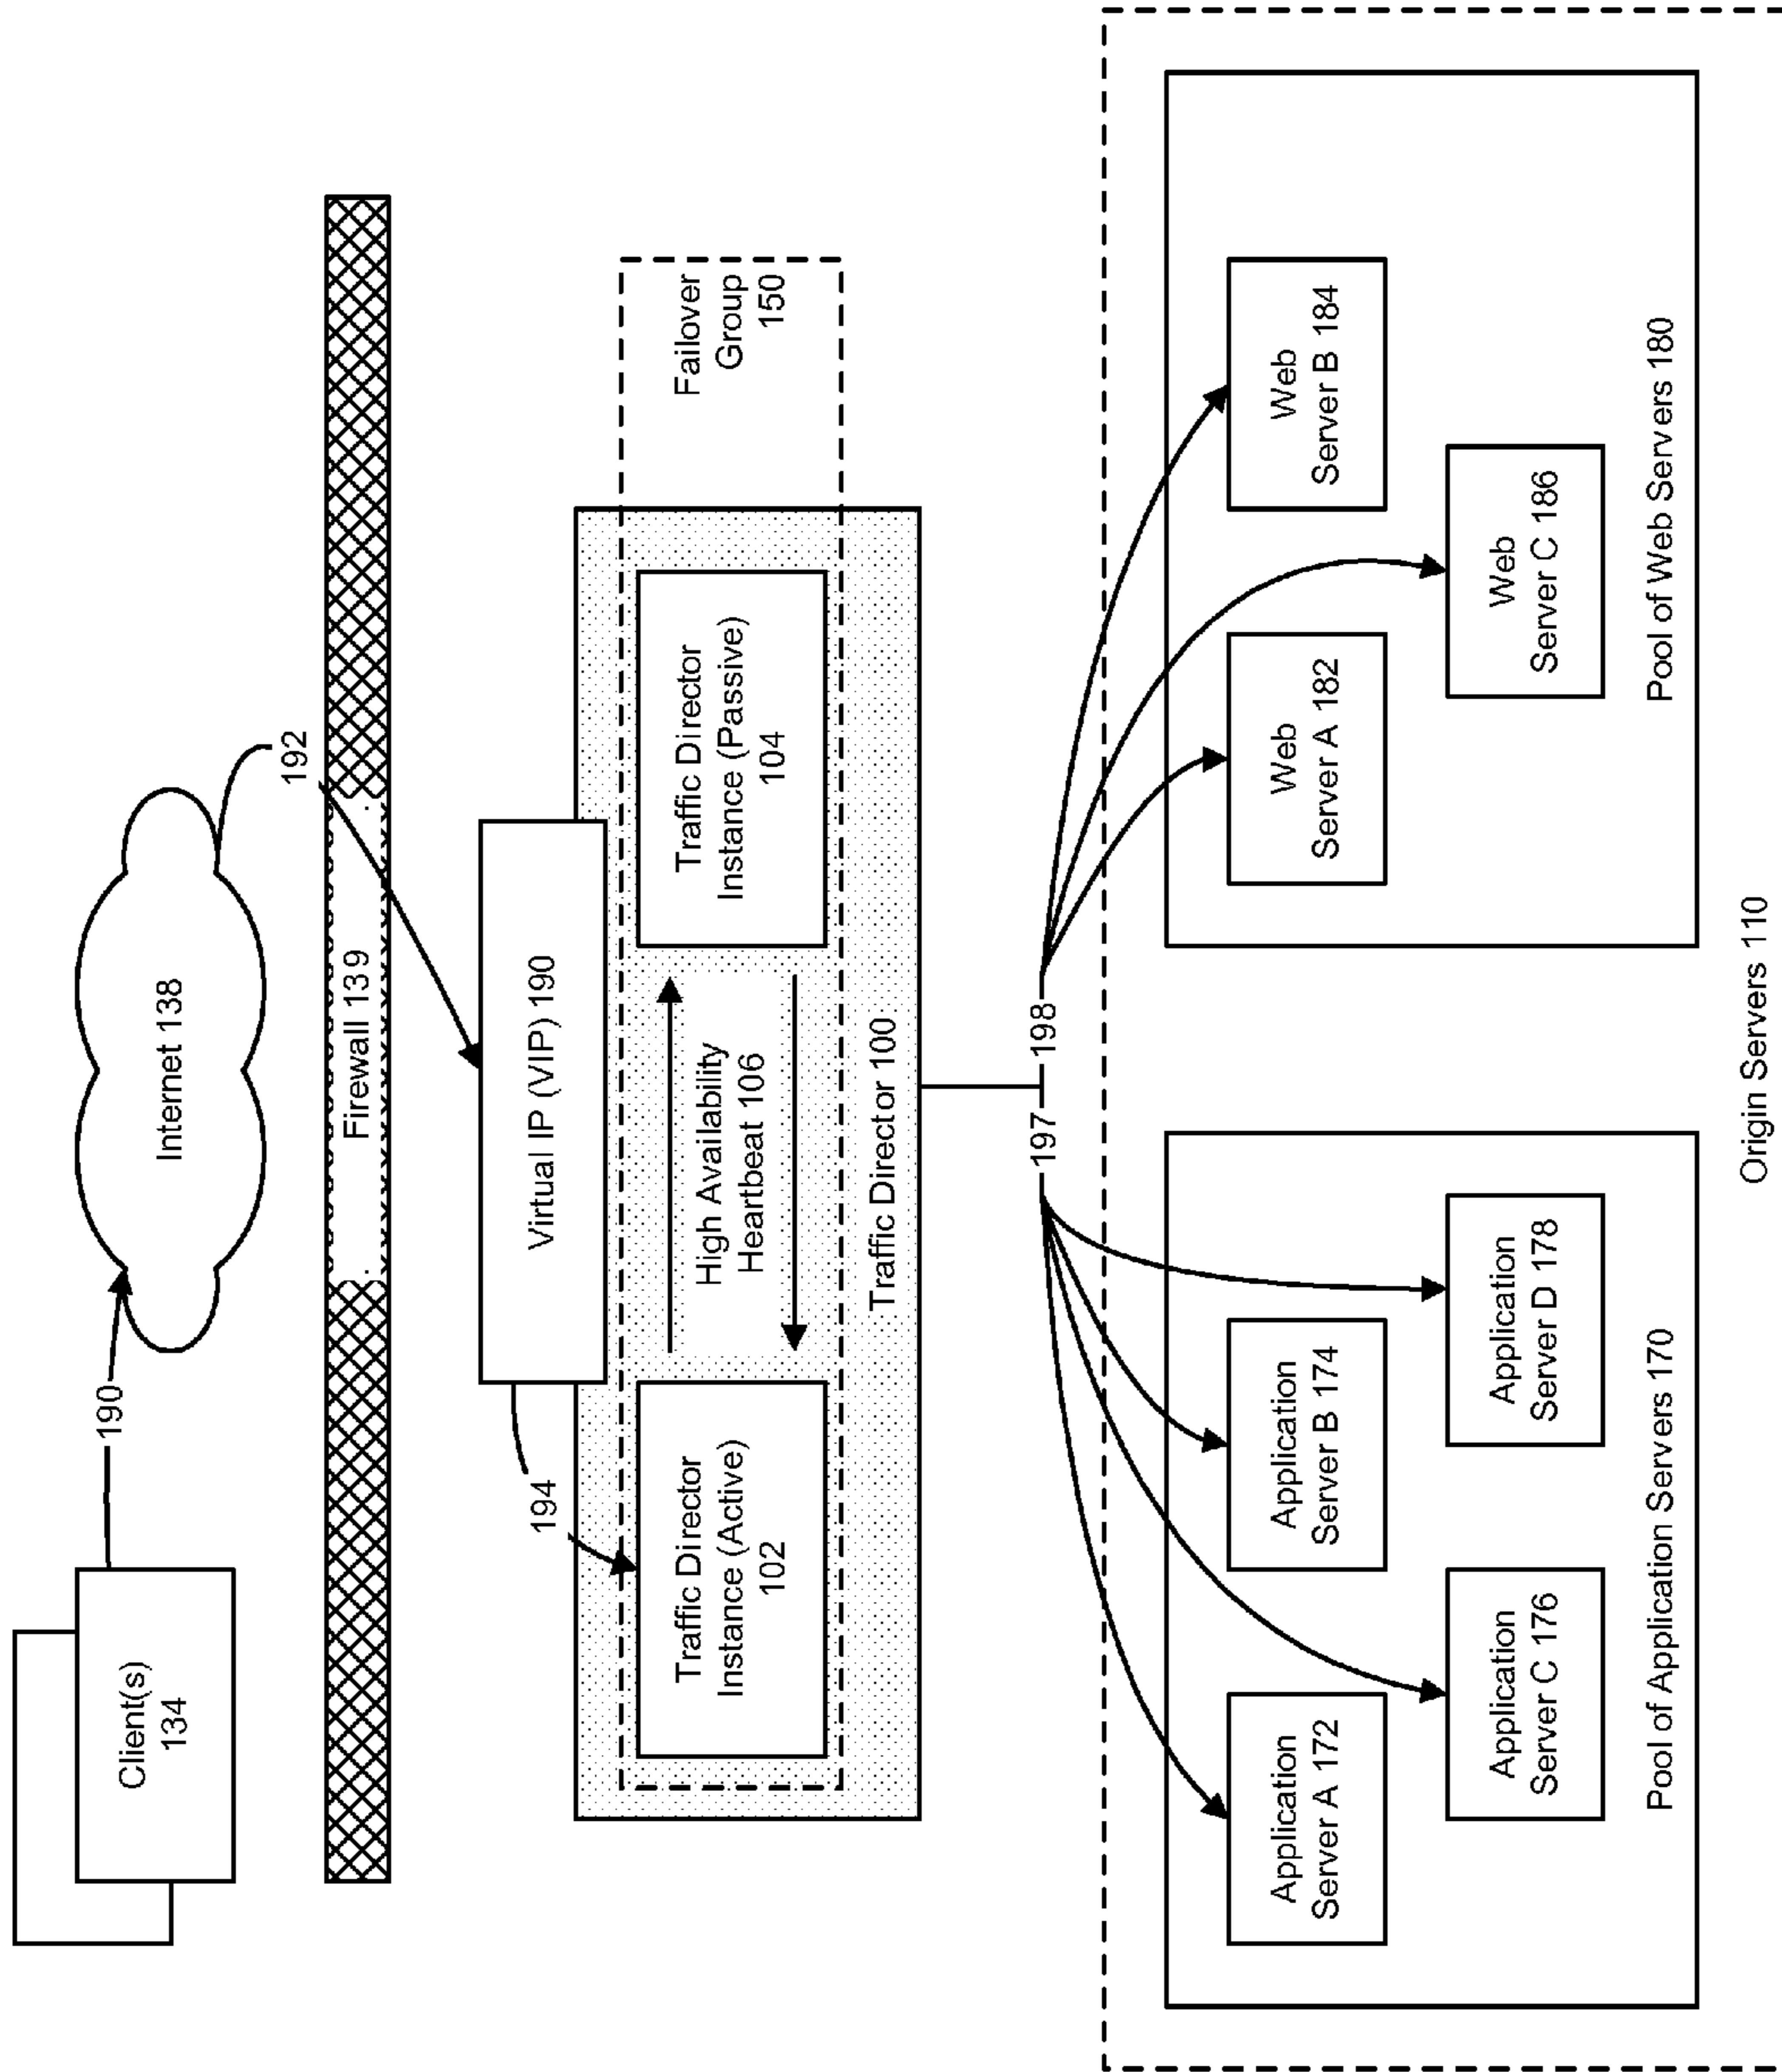 Client(s)
134
190
Internet 138
192
Firewall 139
Virtual IP (VIP) 190
194
Traffic Director
Instance (Active)
102
High Availability
Heartbeat 106
Traffic Director
Instance (Passive)
104
Failover
Group
150
Traffic Director 100
197
198
Application
Server A 172
Application
Server B 174
Application
Server C 176
Application
Server D 178
Pool of Application Servers 170
Web
Server A 182
Web
Server B 184
Web
Server C 186
Pool of Web Servers 180
Origin Servers 110